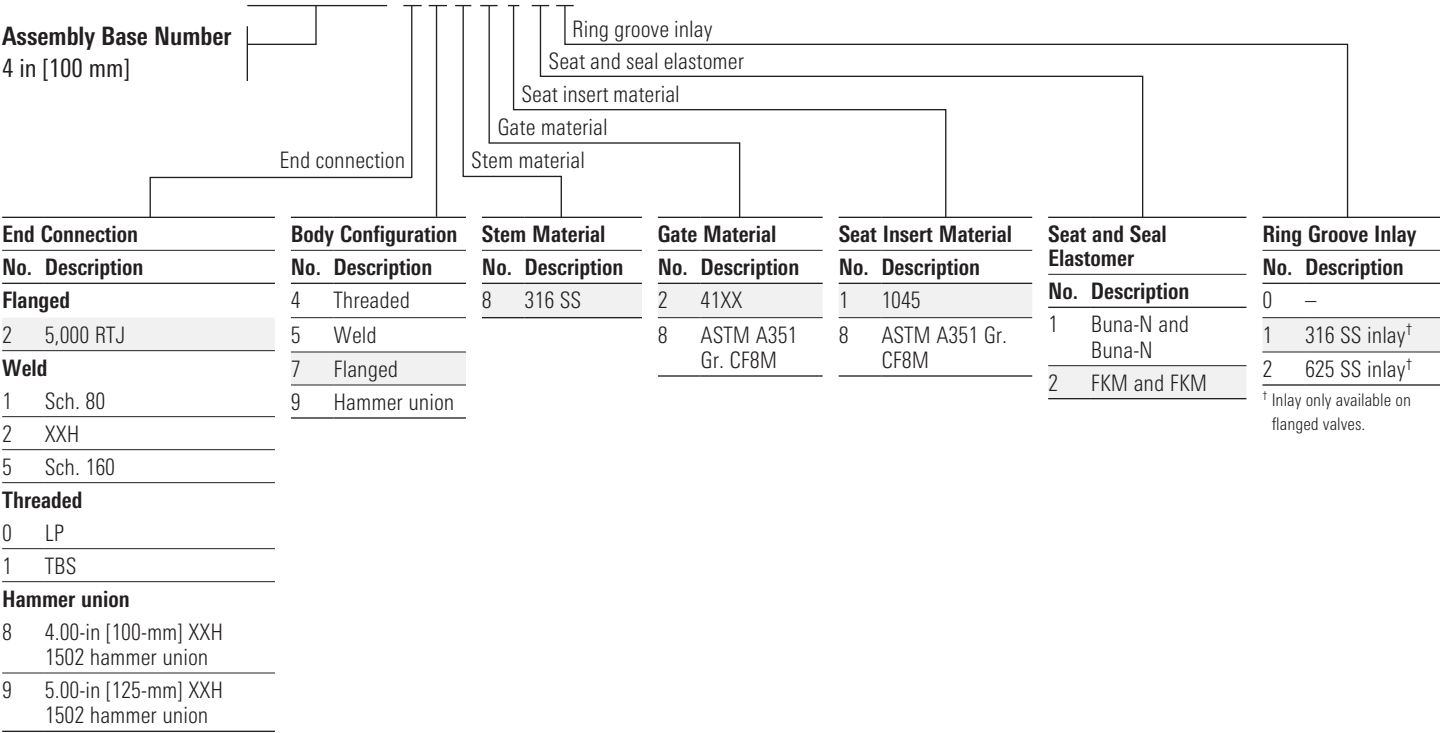 Assembly Base Number
4 in [100 mm]
Ring groove inlay
Seat and seal elastomer
Seat insert material
Gate material
End connection
Stem material
End Connection
No. Description
Flanged
2 5,000 RTJ
Weld
1 Sch. 80
2 XXH
5 Sch. 160
Threaded
0 LP
1 TBS
Hammer union
8 4.00-in [100-mm] XXH
1502 hammer union
9 5.00-in [125-mm] XXH
1502 hammer union
Body Configuration
No. Description
4 Threaded
5 Weld
7 Flanged
9 Hammer union
Stem Material
No. Description
8 316 SS
Gate Material
No. Description
2 41XX
8 ASTM A351
Gr. CF8M
Seat Insert Material
No. Description
1 1045
8 ASTM A351 Gr.
CF8M
Seat and Seal
Elastomer
No. Description
1 Buna-N and
Buna-N
2 FKM and FKM
Ring Groove Inlay
No. Description
0 –
1 316 SS inlay†
2 625 SS inlay†
† Inlay only available on
flanged valves.